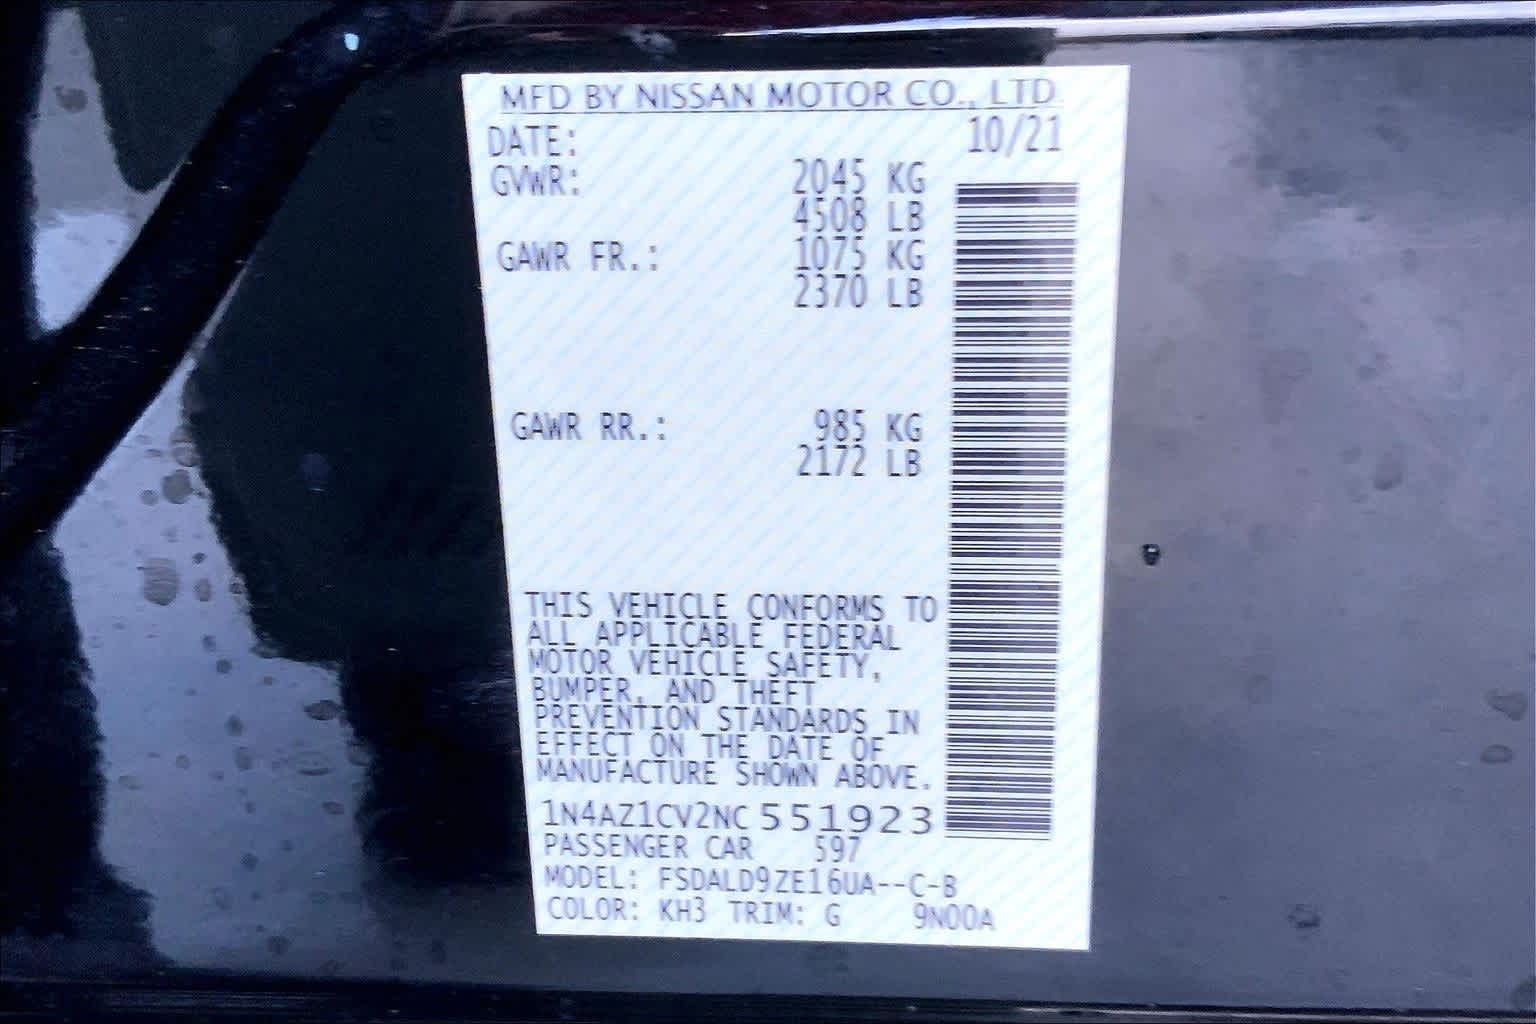 MFD BY NISSAN MOTOR CO., LTD.
DATE: 10/21
GVWR: 2045 KG
4508 LB
GAWR FR.: 1075 KG
2370 LB
GAWR RR.: 985 KG
2172 LB
THIS VEHICLE CONFORMS TO
ALL APPLICABLE FEDERAL
MOTOR VEHICLE SAFETY,
BUMPER, AND THEFT
PREVENTION STANDARDS IN
EFFECT ON THE DATE OF
MANUFACTURE SHOWN ABOVE.
1N4AZ1CV2NC551923
PASSENGER CAR 597
MODEL: FSDALD9ZE16UA--C-B
COLOR: KH3 TRIM: G 9N00A